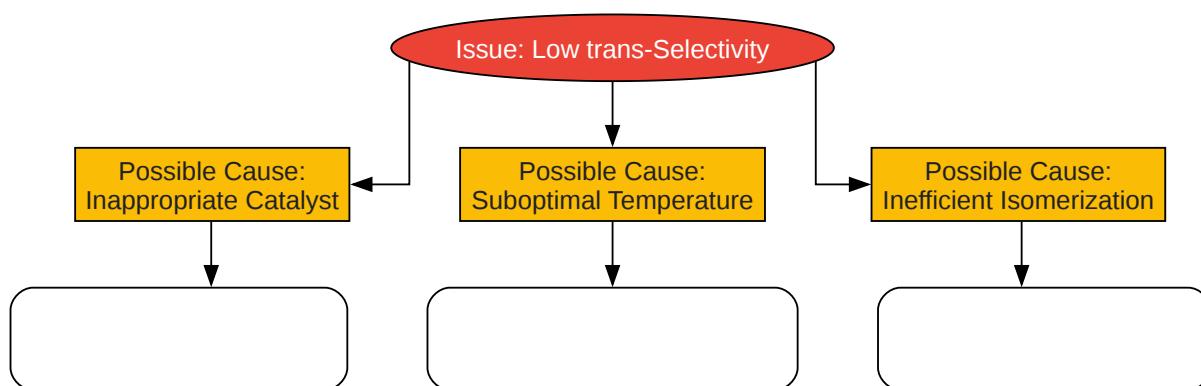 Issue: Low trans-Selectivity
Possible Cause:
Inappropriate Catalyst
Possible Cause:
Suboptimal Temperature
Possible Cause:
Inefficient Isomerization